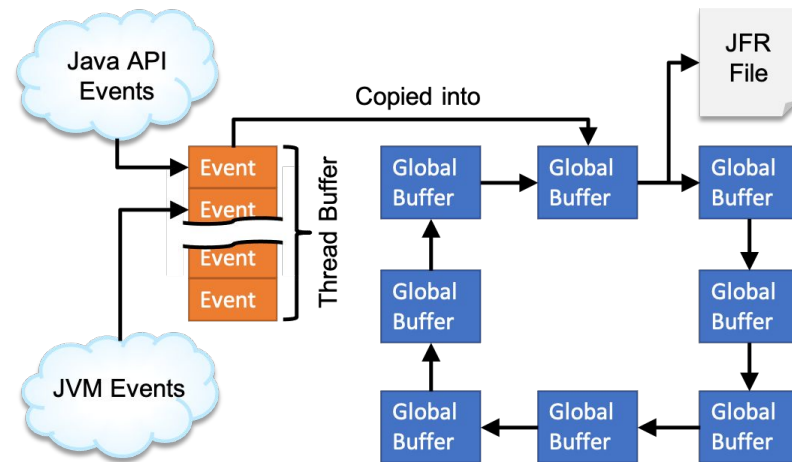 Java API
Events
JFR
File
Copied into
Event
Event
Event
Event
Thread Buffer
Global
Buffer
Global
Buffer
Global
Buffer
Global
Buffer
Global
Buffer
JVM Events
Global
Buffer
Global
Buffer
Global
Buffer